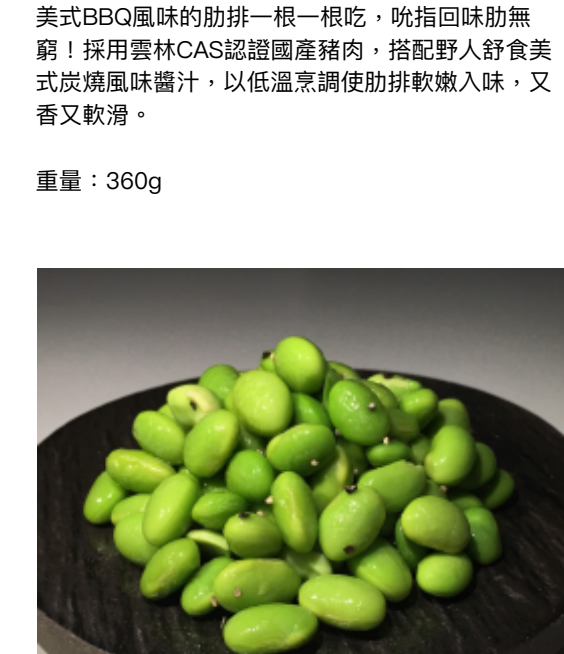 美式BBQ風味的肋排一根一根吃，吮指回味肋無
窮！採用雲林CAS認證國產豬肉，搭配野人舒食美
式炭燒風味醬汁，以低溫烹調使肋排軟嫩入味，又
香又軟滑。
重量：360g